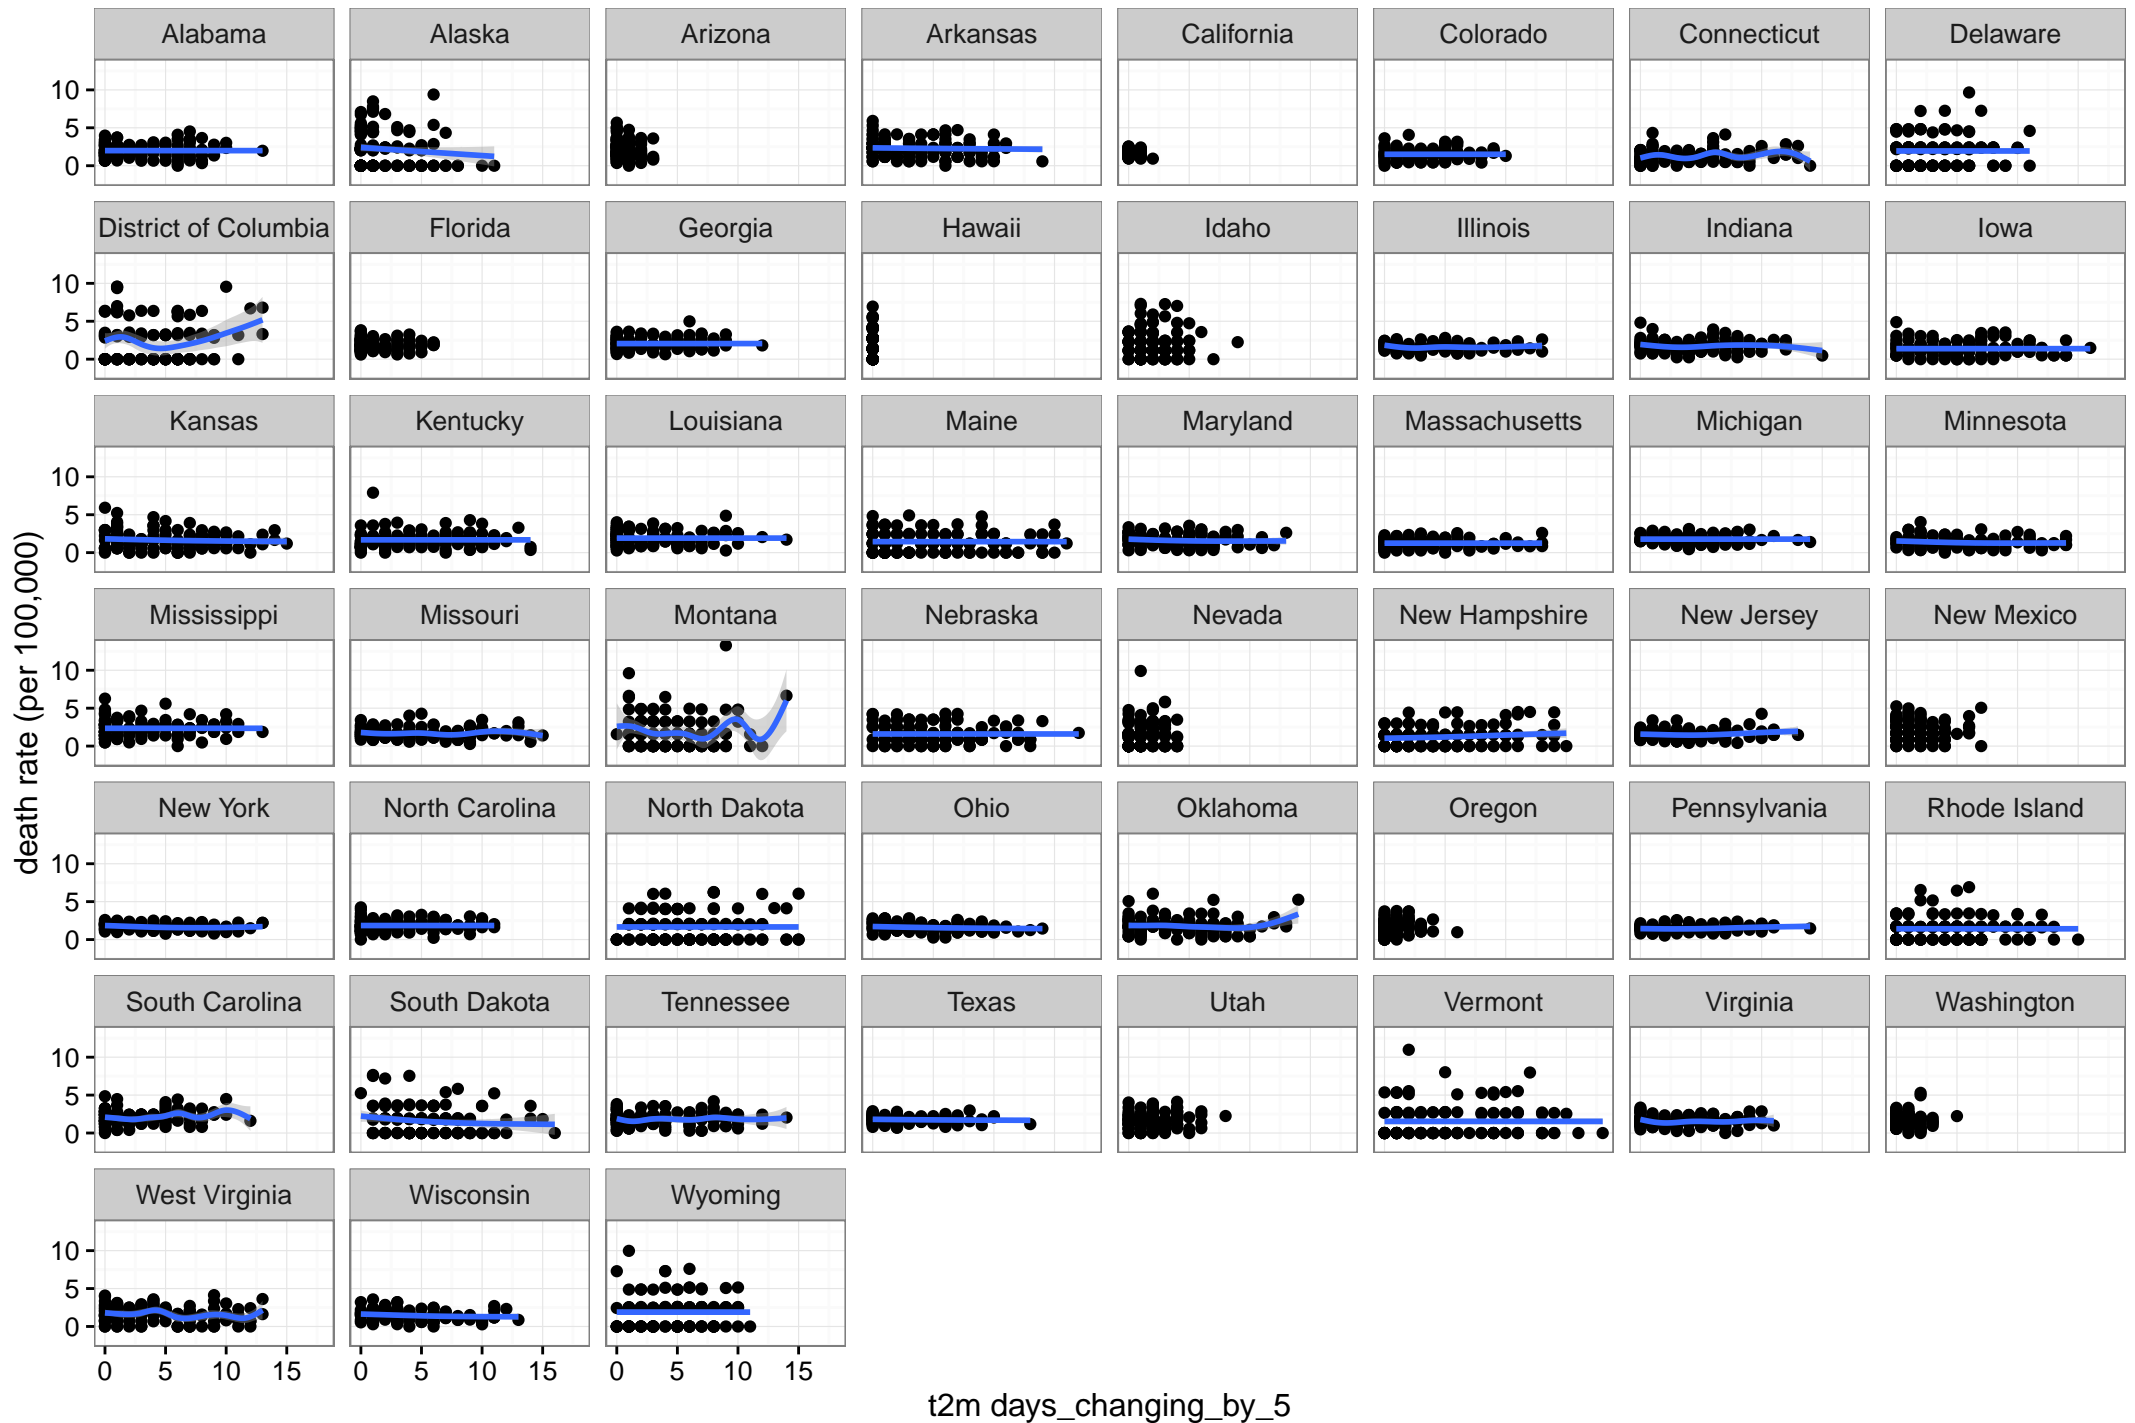 Alabama Alaska Arizona Arkansas California Colorado Connecticut Delaware
10
5
0
District of Columbia Florida Georgia Hawaii Idaho Illinois Indiana Iowa
10
5
0
Kansas Kentucky Louisiana Maine Maryland Massachusetts Michigan Minnesota
10
5
0
death rate (per 100,000)
Mississippi Missouri Montana Nebraska Nevada New Hampshire New Jersey New Mexico
10
5
0
New York North Carolina North Dakota Ohio Oklahoma Oregon Pennsylvania Rhode Island
10
5
0
South Carolina South Dakota Tennessee Texas Utah Vermont Virginia Washington
10
5
0
West Virginia Wisconsin Wyoming
10
5
0
0 5 10 15 0 5 10 15 0 5 10 15
t2m days_changing_by_5